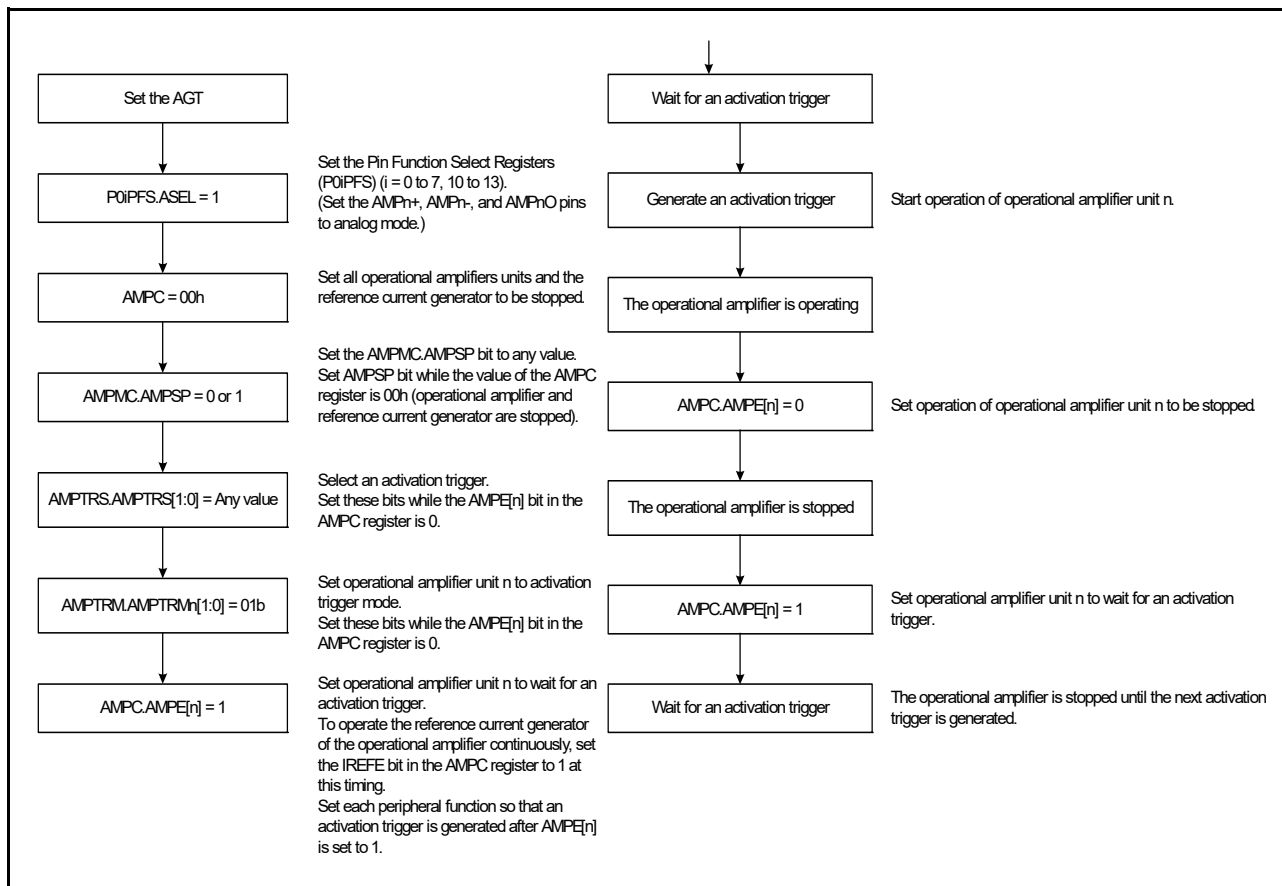 Set the AGT
P0iPFS.ASEL = 1
Set the Pin Function Select Registers
(P0iPFS) (i = 0 to 7, 10 to 13).
(Set the AMPn+, AMPn-, and AMPnO pins
to analog mode.)
AMPC = 00h
Set all operational amplifiers units and the
reference current generator to be stopped.
AMPMC.AMPSP = 0 or 1
Set the AMPMC.AMPSP bit to any value.
Set AMPSP bit while the value of the AMPC
register is 00h (operational amplifier and
reference current generator are stopped).
AMPTRS.AMPTRS[1:0] = Any value
Select an activation trigger.
Set these bits while the AMPE[n] bit in the
AMPC register is 0.
AMPTRM.AMPTRMn[1:0] = 01b
Set operational amplifier unit n to activation
trigger mode.
Set these bits while the AMPE[n] bit in the
AMPC register is 0.
AMPC.AMPE[n] = 1
Set operational amplifier unit n to wait for an
activation trigger.
To operate the reference current generator
of the operational amplifier continuously, set
the IREFE bit in the AMPC register to 1 at
this timing.
Set each peripheral function so that an
activation trigger is generated after AMPE[n]
is set to 1.
Wait for an activation trigger
Generate an activation trigger
Start operation of operational amplifier unit n.
The operational amplifier is operating
AMPC.AMPE[n] = 0
Set operation of operational amplifier unit n to be stopped.
The operational amplifier is stopped
AMPC.AMPE[n] = 1
Set operational amplifier unit n to wait for an activation
trigger.
Wait for an activation trigger
The operational amplifier is stopped until the next activation
trigger is generated.